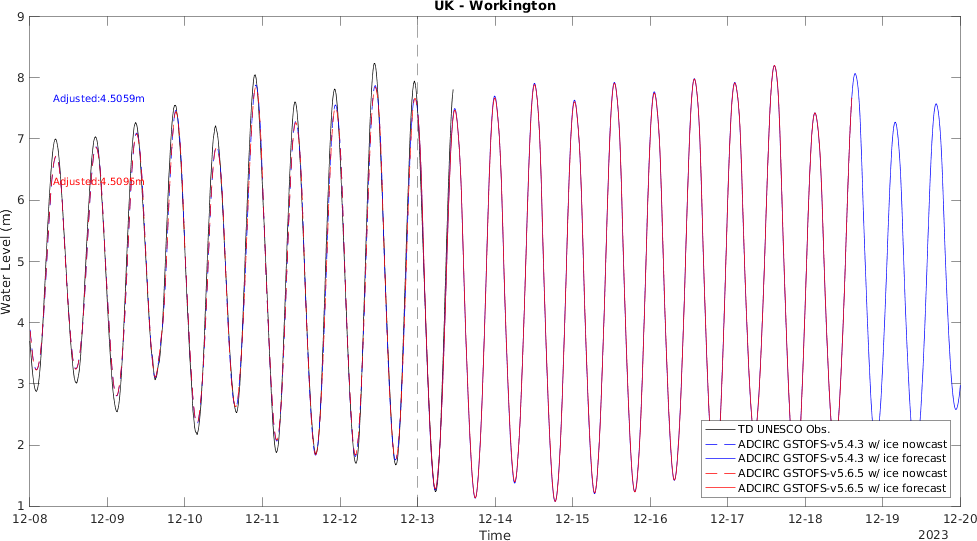 UK - Workington
9
8
7
6
5
4
3
2
1
Water Level (m)
Adjusted:4.5059m
Adjusted:4.5095m
TD UNESCO Obs.
ADCIRC GSTOFS-v5.4.3 w/ ice nowcast
ADCIRC GSTOFS-v5.4.3 w/ ice forecast
ADCIRC GSTOFS-v5.6.5 w/ ice nowcast
ADCIRC GSTOFS-v5.6.5 w/ ice forecast
12-08 12-09 12-10 12-11 12-12 12-13 12-14 12-15 12-16 12-17 12-18 12-19 12-20
Time
2023